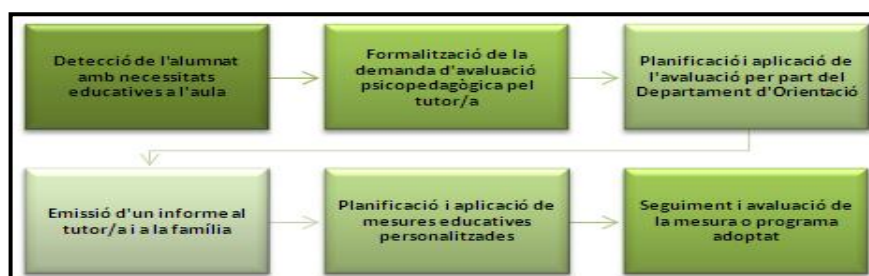 Detecció de l'alumnat
amb necessitats
educatives a l'aula
Formalització de la
demanda d'avaluació
psicopedagògica pel
tutor/a
Planificació i aplicació de
l'avaluació per part del
Departament d'Orientació
Emissió d'un informe al
tutor/a i a la família
Planificació i aplicació de
mesures educatives
personalitzades
Seguiment i avaluació de
la mesura o programa
adoptat